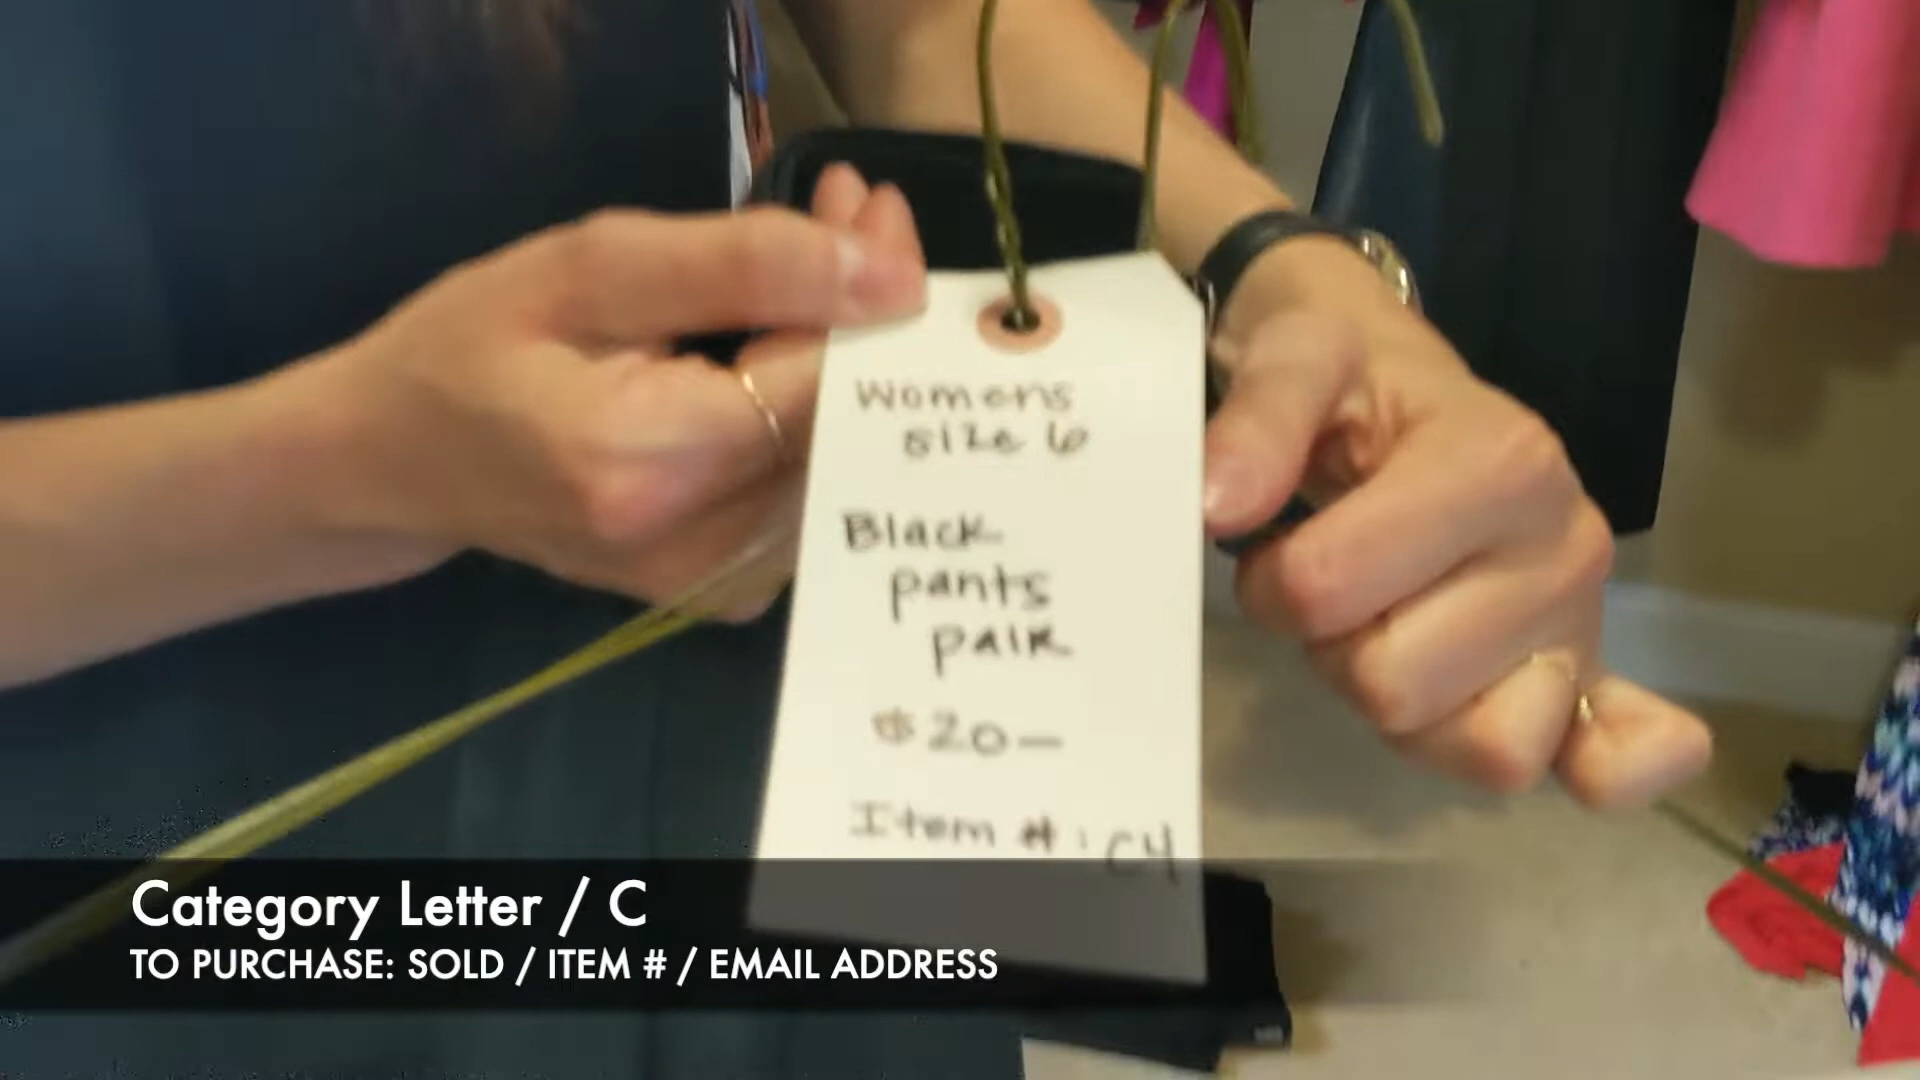 Womens
size 6
Black
pants
pair
$20—
Item #: C4
Category Letter / C
TO PURCHASE: SOLD / ITEM # / EMAIL ADDRESS